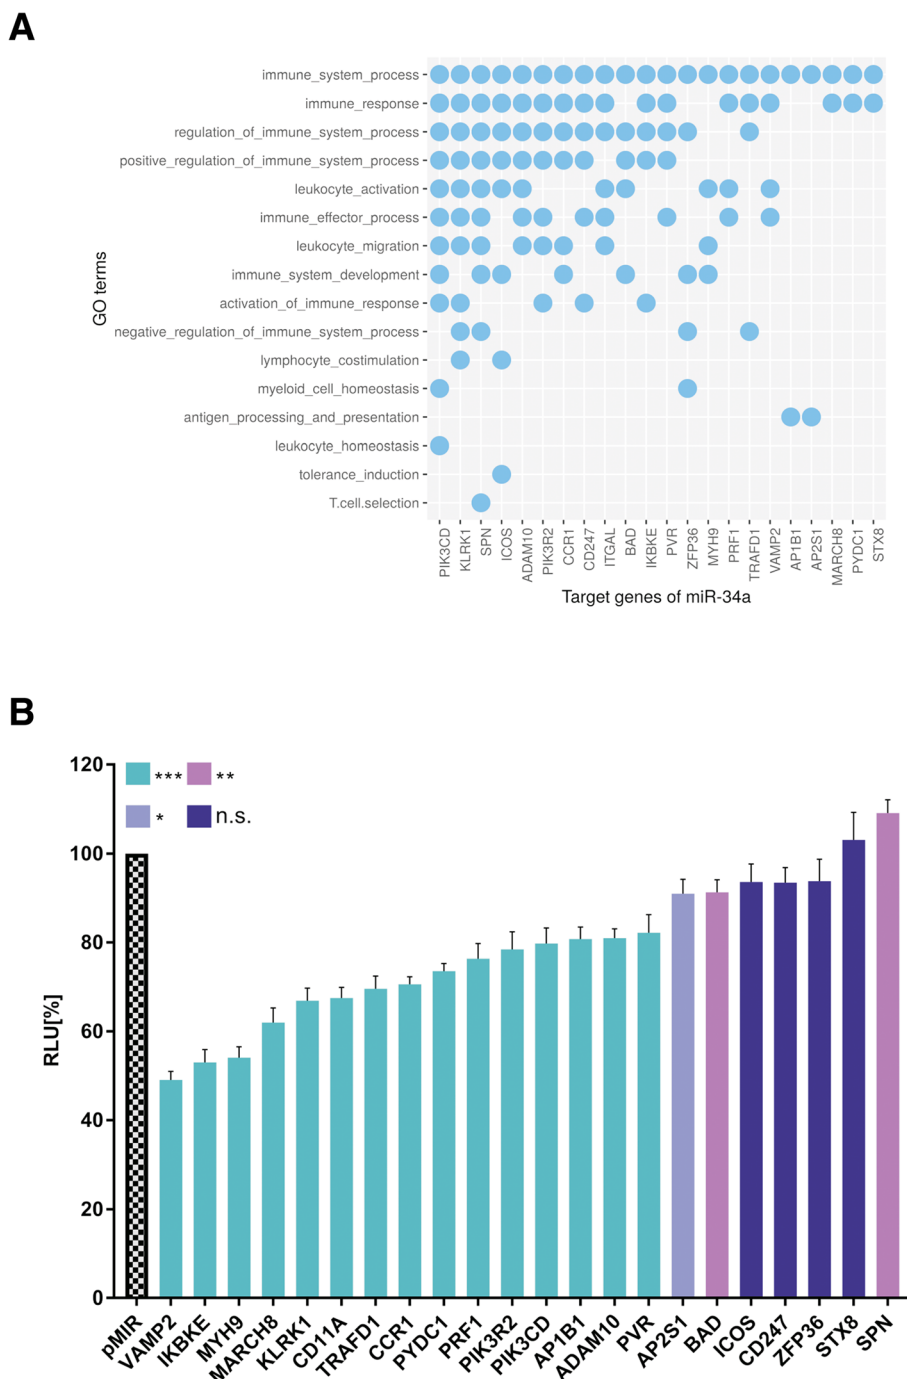 A
immune_system_process
immune_response
regulation_of_immune_system_process
positive_regulation_of_immune_system_process
leukocyte_activation
immune_effector_process
leukocyte_migration
immune_system_development
activation_of_immune_response
negative_regulation_of_immune_system_process
lymphocyte_costimulation
myeloid_cell_homeostasis
antigen_processing_and_presentation
leukocyte_homeostasis
tolerance_induction
T.cell.selection
GO terms
PIK3CD
KLRK1
SPN
ICOS
ADAM10
PIK3R2
CCR1
CD247
ITGAL
BAD
IKBKE
PVR
ZFP36
MYH9
PRF1
TRAFD1
VAMP2
AP1B1
AP2S1
MARCH8
PYDC1
STX8
Target genes of miR-34a
B
120
100
80
60
40
20
0
RLU[%]
***
**
*
n.s.
pMIR
VAMP2
IKBKE
MYH9
MARCH8
KLRK1
CD11A
TRAFD1
CCR1
PYDC1
PRF1
PIK3R2
PIK3CD
AP1B1
ADAM10
PVR
AP2S1
BAD
ICOS
CD247
ZFP36
STX8
SPN